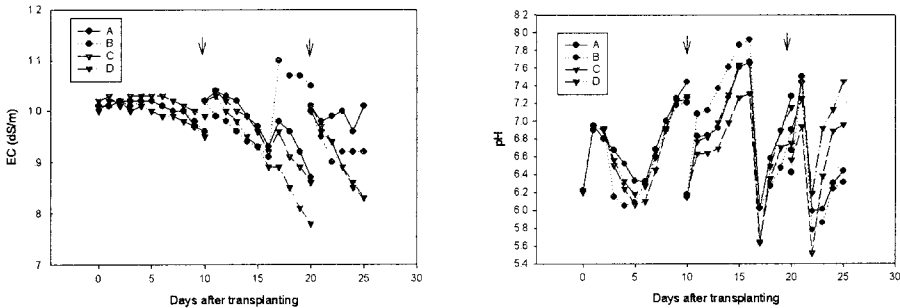 12
11
10
9
8
7
EC (dS/m)
A
B
C
D
0
5
10
15
20
25
30
Days after transplanting
8.2
8.0
7.8
7.6
7.4
7.2
7.0
6.8
6.6
6.4
6.2
6.0
5.8
5.6
5.4
pH
A
B
C
D
0
5
10
15
20
25
30
Days after transplanting